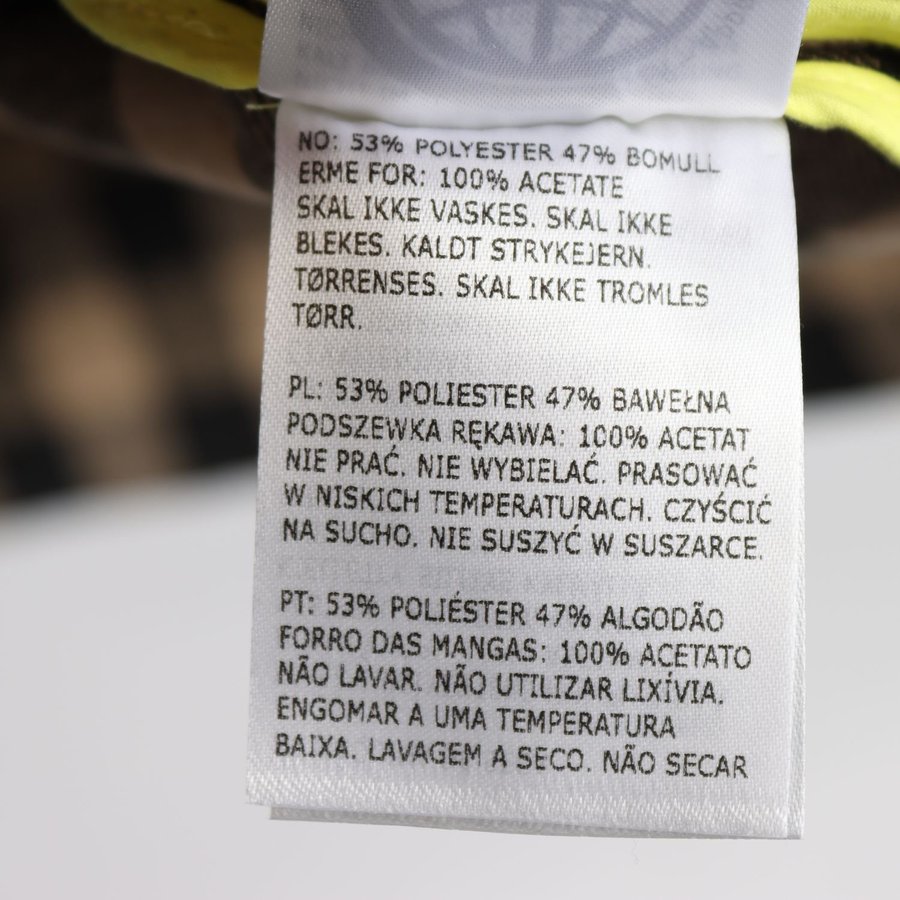 NO: 53% POLYESTER 47% BOMULL
ERME FOR: 100% ACETATE
SKAL IKKE VASKES. SKAL IKKE
BLEKES. KALDT STRYKEJERN.
TØRRENSES. SKAL IKKE TROMLES
TØRR.
PL: 53% POLIESTER 47% BAWEŁNA
PODSZEWKA RĘKAWA: 100% ACETAT
NIE PRAĆ. NIE WYBIELAĆ. PRASOWAĆ
W NISKICH TEMPERATURACH. CZYŚCIĆ
NA SUCHO. NIE SUSZYĆ W SUSZARCE.
PT: 53% POLIÉSTER 47% ALGODÃO
FORRO DAS MANGAS: 100% ACETATO
NÃO LAVAR. NÃO UTILIZAR LIXÍVIA.
ENGOMAR A UMA TEMPERATURA
BAIXA. LAVAGEM A SECO. NÃO SECAR